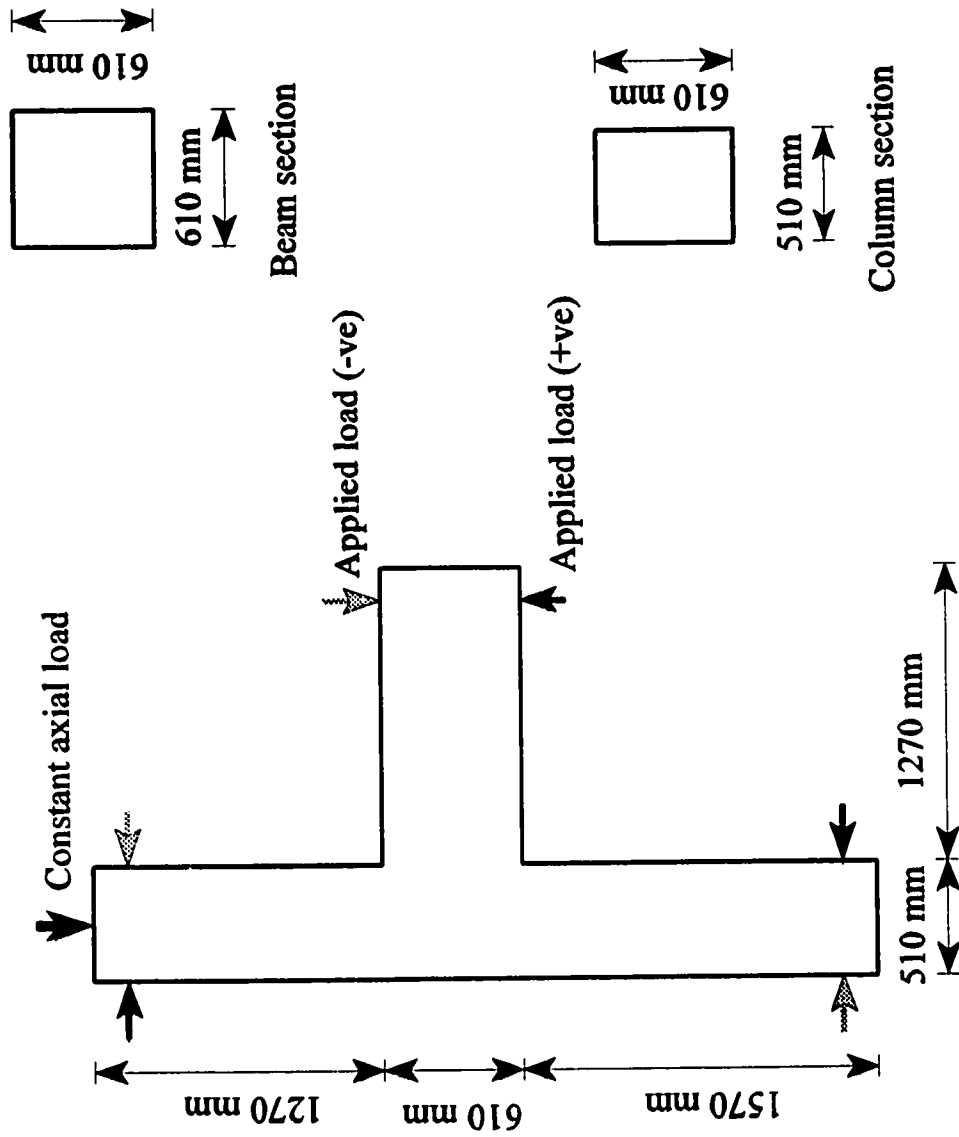 Constant axial load
Applied load (-ve)
Applied load (+ve)
1270 mm
610 mm
1570 mm
510 mm
1270 mm
610 mm
610 mm
Beam section
610 mm
510 mm
Column section